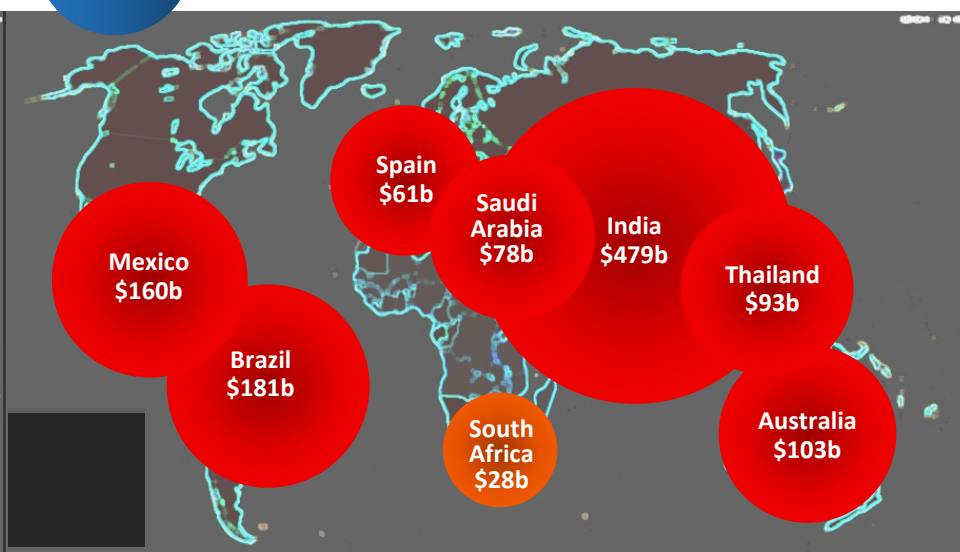 Spain
$61b
Saudi
Arabia
$78b
India
$479b
Mexico
$160b
Thailand
$93b
Brazil
$181b
South
Africa
$28b
Australia
$103b